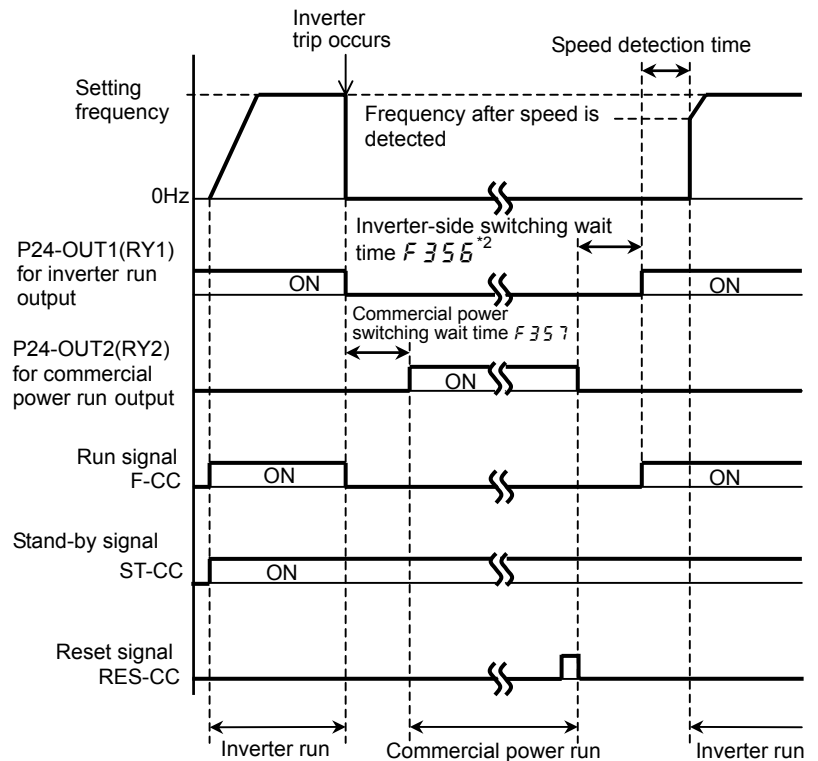 Inverter
trip occurs
Speed detection time
Setting
frequency
Frequency after speed is
detected
0Hz
Inverter-side switching wait
time F356*2
P24-OUT1(RY1)
for inverter run
output
ON
ON
Commercial power
switching wait time F357
P24-OUT2(RY2)
for commercial
power run output
ON
Run signal
F-CC
ON
ON
Stand-by signal
ST-CC
ON
Reset signal
RES-CC
Inverter run
Commercial power run
Inverter run